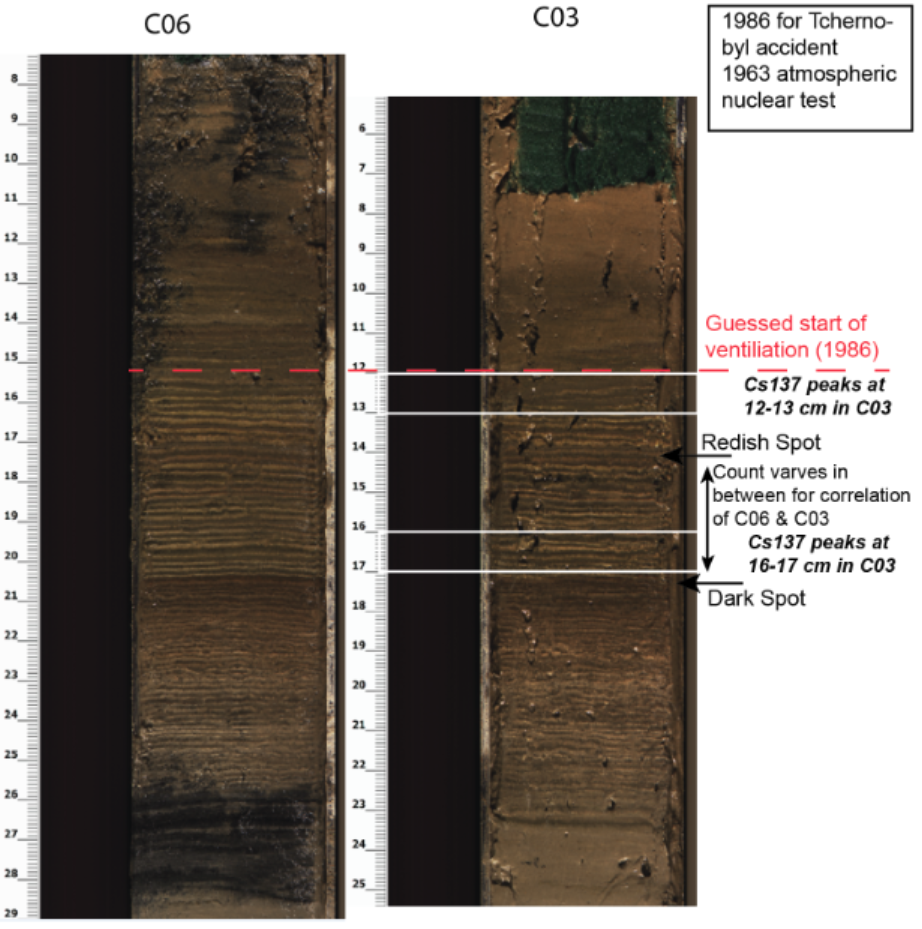 C06
C03
1986 for Tcherno-
byl accident
1963 atmospheric
nuclear test
8
9
10
11
12
13
14
15
16
17
18
19
20
21
22
23
24
25
26
27
28
29
6
7
8
9
10
11
12
13
14
15
16
17
18
19
20
21
22
23
24
25
Guessed start of
ventiliation (1986)
Cs137 peaks at
12-13 cm in C03
Redish Spot
Count varves in
between for correlation
of C06 & C03
Cs137 peaks at
16-17 cm in C03
Dark Spot